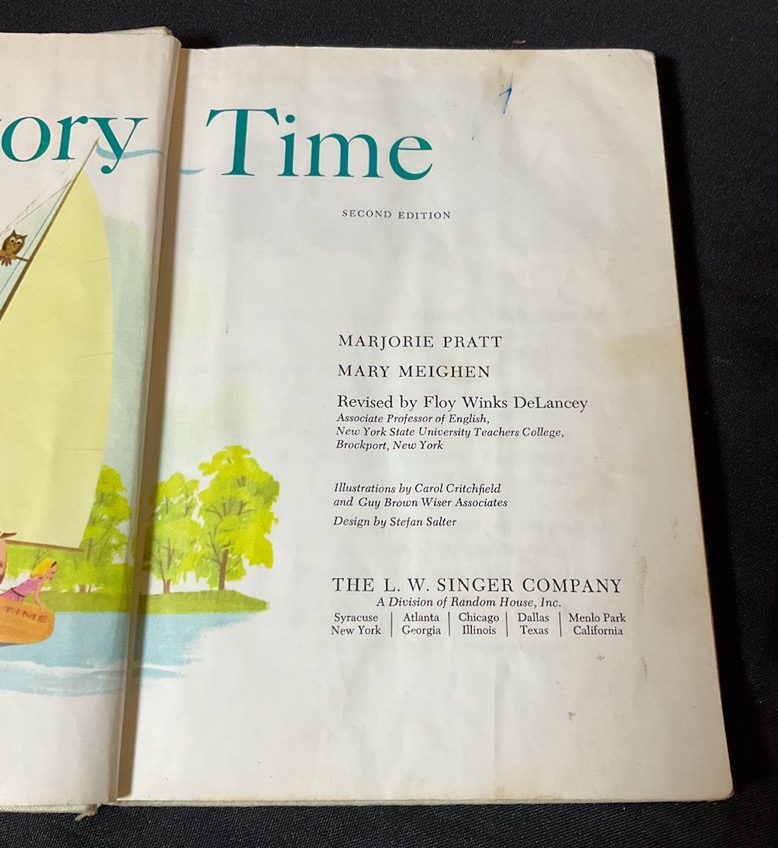 ory Time
SECOND EDITION
MARJORIE PRATT
MARY MEIGHEN
Revised by Floy Winks DeLancey
Associate Professor of English,
New York State University Teachers College,
Brockport, New York
Illustrations by Carol Critchfield
and Guy Brown Wiser Associates
Design by Stefan Salter
THE L. W. SINGER COMPANY
A Division of Random House, Inc.
Syracuse | Atlanta | Chicago | Dallas | Menlo Park
New York | Georgia | Illinois | Texas | California
TIME